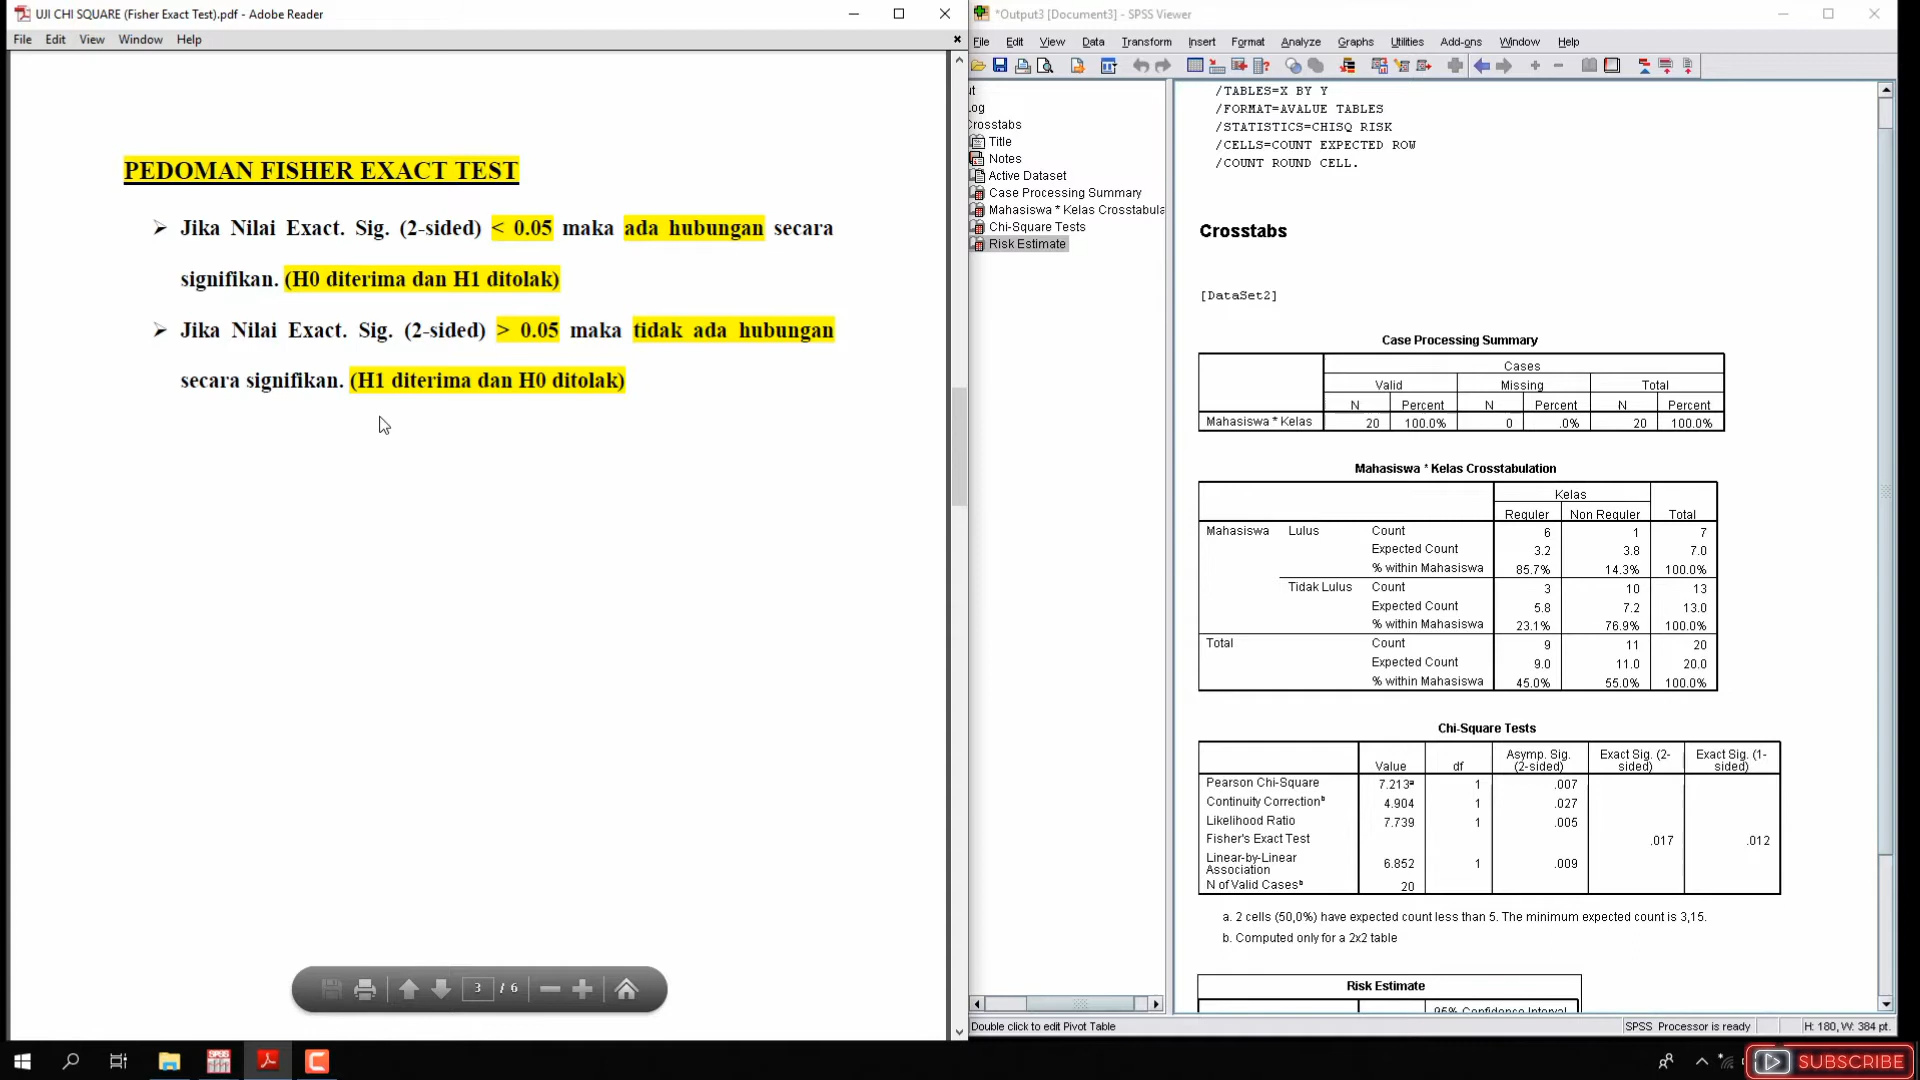 UJI CHI SQUARE (Fisher Exact Test).pdf - Adobe Reader
File Edit View Window Help
PEDOMAN FISHER EXACT TEST
➢ Jika Nilai Exact. Sig. (2-sided) < 0.05 maka ada hubungan secara
signifikan. (H0 diterima dan H1 ditolak)
➢ Jika Nilai Exact. Sig. (2-sided) > 0.05 maka tidak ada hubungan
secara signifikan. (H1 diterima dan H0 ditolak)
3 / 6
*Output3 [Document3] - SPSS Viewer
File Edit View Data Transform Insert Format Analyze Graphs Utilities Add-ons Window Help
ut
Log
Crosstabs
Title
Notes
Active Dataset
Case Processing Summary
Mahasiswa * Kelas Crosstabula
Chi-Square Tests
Risk Estimate
/TABLES=X BY Y
/FORMAT=AVALUE TABLES
/STATISTICS=CHISQ RISK
/CELLS=COUNT EXPECTED ROW
/COUNT ROUND CELL.
Crosstabs
[DataSet2]
Case Processing Summary
Cases
Valid Missing Total
N Percent N Percent N Percent
Mahasiswa * Kelas 20 100.0% 0 .0% 20 100.0%
Mahasiswa * Kelas Crosstabulation
Kelas
Reguler Non Reguler Total
Mahasiswa Lulus Count 6 1 7
Expected Count 3.2 3.8 7.0
% within Mahasiswa 85.7% 14.3% 100.0%
Tidak Lulus Count 3 10 13
Expected Count 5.8 7.2 13.0
% within Mahasiswa 23.1% 76.9% 100.0%
Total Count 9 11 20
Expected Count 9.0 11.0 20.0
% within Mahasiswa 45.0% 55.0% 100.0%
Chi-Square Tests
Value df Asymp. Sig. (2-sided) Exact Sig. (2-sided) Exact Sig. (1-sided)
Pearson Chi-Square 7.213a 1 .007
Continuity Correctionb 4.904 1 .027
Likelihood Ratio 7.739 1 .005
Fisher's Exact Test .017 .012
Linear-by-Linear Association 6.852 1 .009
N of Valid Casesb 20
a. 2 cells (50,0%) have expected count less than 5. The minimum expected count is 3,15.
b. Computed only for a 2x2 table
Risk Estimate
95% Confidence Interval
Double click to edit Pivot Table
SPSS Processor is ready
H: 180, W: 384 pt.
SUBSCRIBE